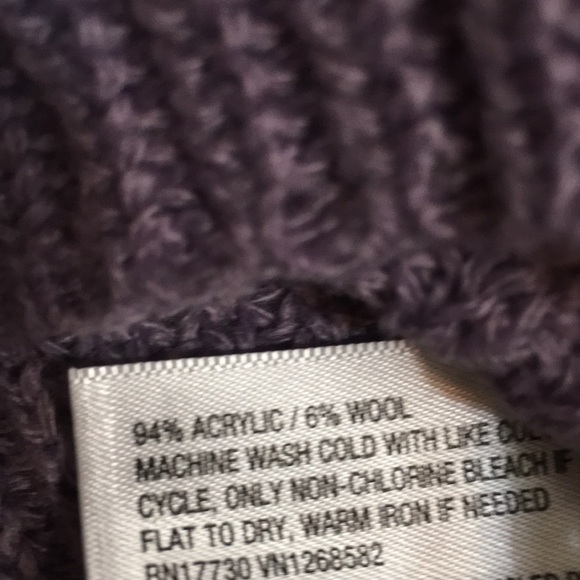 94% ACRYLIC / 6% WOOL
MACHINE WASH COLD WITH LIKE
CYCLE, ONLY NON-CHLORINE BLEACH IF
FLAT TO DRY, WARM IRON IF NEEDED
RN17730 VN1268582